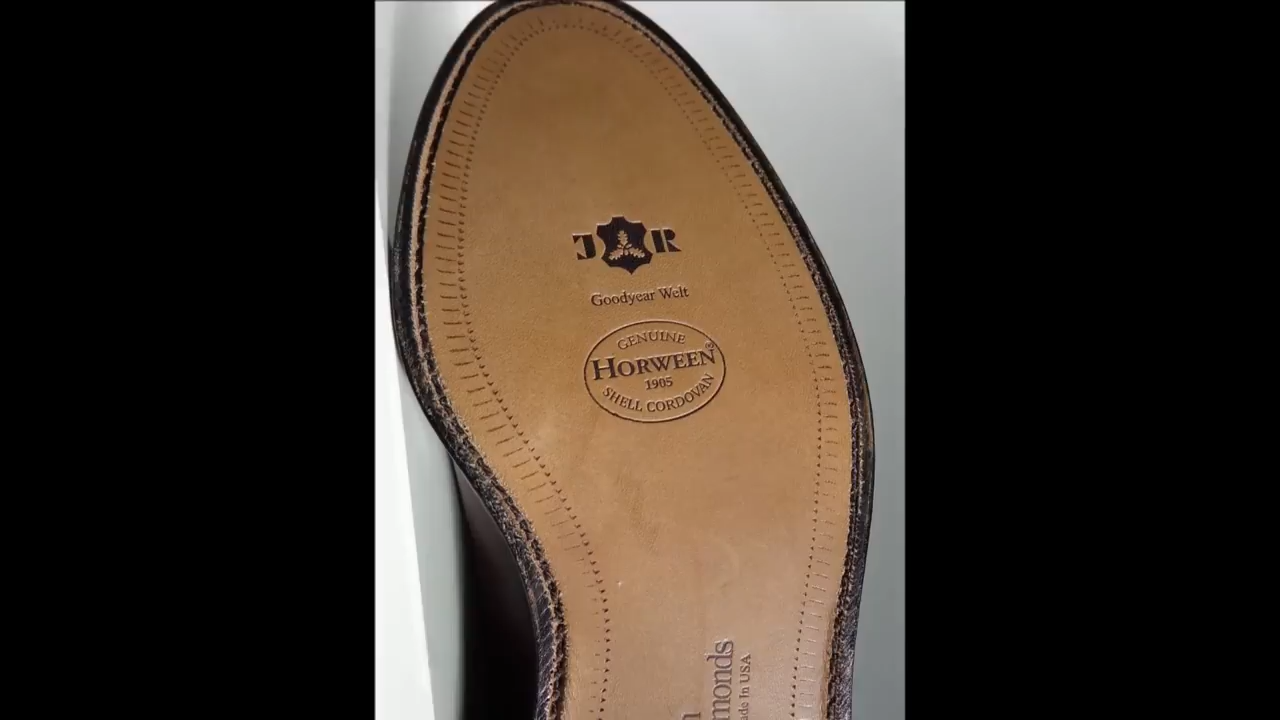 J R
Goodyear Welt
GENUINE
HORWEEN®
1905
SHELL CORDOVAN